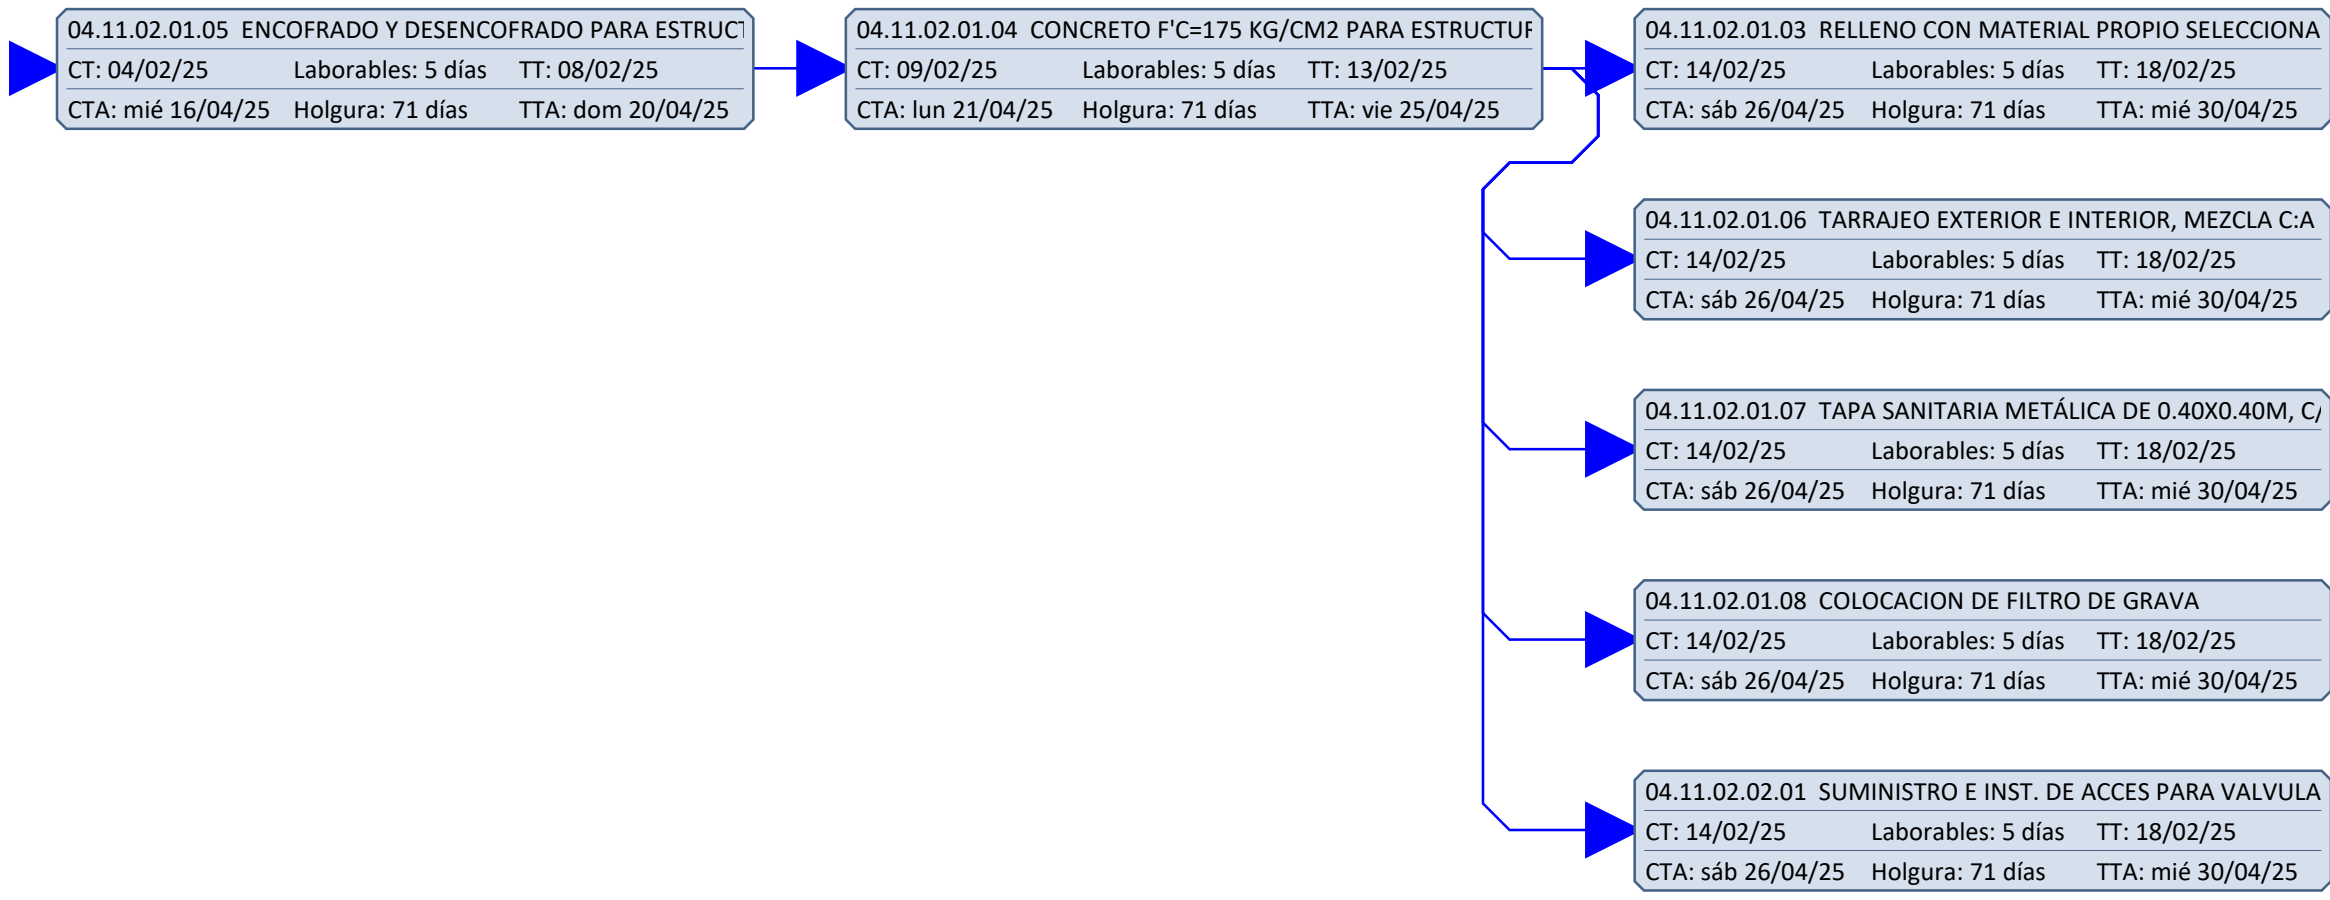 04.11.02.01.05 ENCOFRADO Y DESENCOFRADO PARA
CT: 04/02/25 Laborables: 5 días TT: 08/02/25
CTA: mié 16/04/25 Holgura: 71 días TTA: dom 20/04/25
04.11.02.01.04 CONCRETO F'C=175 KG/CM2 PARA
CT: 09/02/25 Laborables: 5 días TT: 13/02/25
CTA: lun 21/04/25 Holgura: 71 días TTA: vie 25/04/25
04.11.02.01.03 RELLENO CON MATERIAL PROPIO SELECCIONA
CT: 14/02/25 Laborables: 5 días TT: 18/02/25
CTA: sáb 26/04/25 Holgura: 71 días TTA: mié 30/04/25
04.11.02.01.06 TARRAJEO EXTERIOR E INTERIOR, MEZCLA C:A
CT: 14/02/25 Laborables: 5 días TT: 18/02/25
CTA: sáb 26/04/25 Holgura: 71 días TTA: mié 30/04/25
04.11.02.01.07 TAPA SANITARIA METÁLICA DE 0.40X0.40M, C/
CT: 14/02/25 Laborables: 5 días TT: 18/02/25
CTA: sáb 26/04/25 Holgura: 71 días TTA: mié 30/04/25
04.11.02.01.08 COLOCACION DE FILTRO DE GRAVA
CT: 14/02/25 Laborables: 5 días TT: 18/02/25
CTA: sáb 26/04/25 Holgura: 71 días TTA: mié 30/04/25
04.11.02.02.01 SUMINISTRO E INST. DE ACCES PARA VALVULA
CT: 14/02/25 Laborables: 5 días TT: 18/02/25
CTA: sáb 26/04/25 Holgura: 71 días TTA: mié 30/04/25